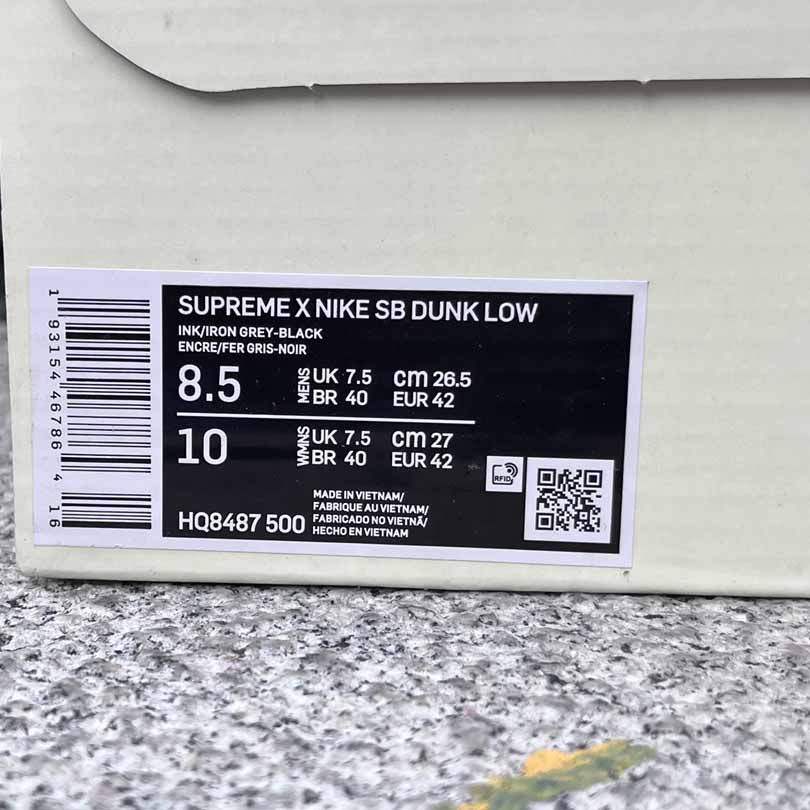 SUPREME X NIKE SB DUNK LOW
INK/IRON GREY-BLACK
ENCRE/FER GRIS-NOIR
8.5 MENS UK 7.5 cm 26.5
BR 40 EUR 42
10 WMNS UK 7.5 cm 27
BR 40 EUR 42
RFID
HQ8487 500
MADE IN VIETNAM/
FABRIQUE AU VIETNAM/
FABRICADO NO VIETNÃ/
HECHO EN VIETNAM
1 93154 46786 4 16